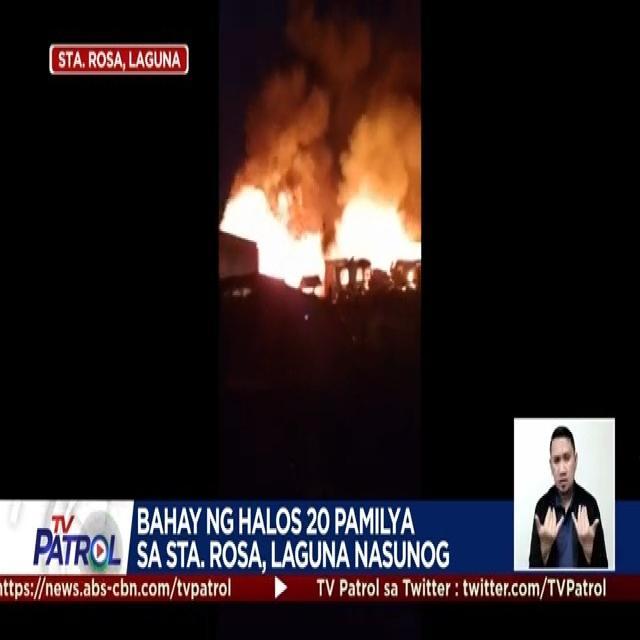 STA. ROSA, LAGUNA
TV
PATROL
BAHAY NG HALOS 20 PAMILYA
SA STA. ROSA, LAGUNA NASUNOG
https://news.abs-cbn.com/tvpatrol TV Patrol sa Twitter : twitter.com/TVPatrol